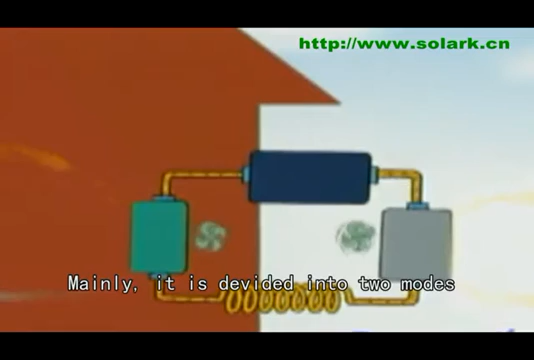 http://www.solark.cn
Mainly, it is devided into two modes